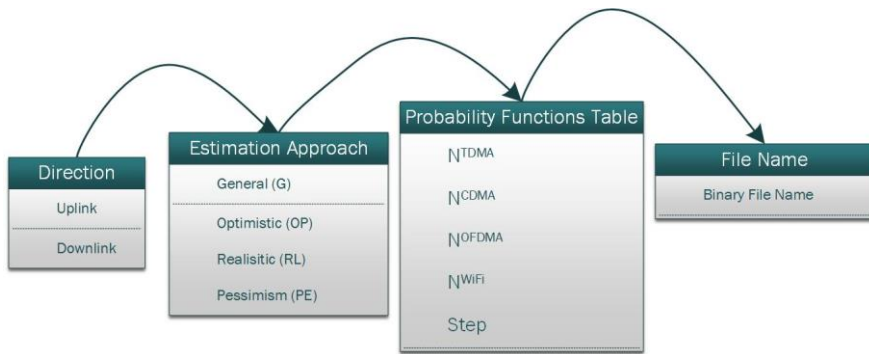 Direction
Uplink
Downlink
Estimation Approach
General (G)
Optimistic (OP)
Realisitic (RL)
Pessimism (PE)
Probability Functions Table
NTDMA
NCDMA
NOFDMA
NWiFi
Step
File Name
Binary File Name